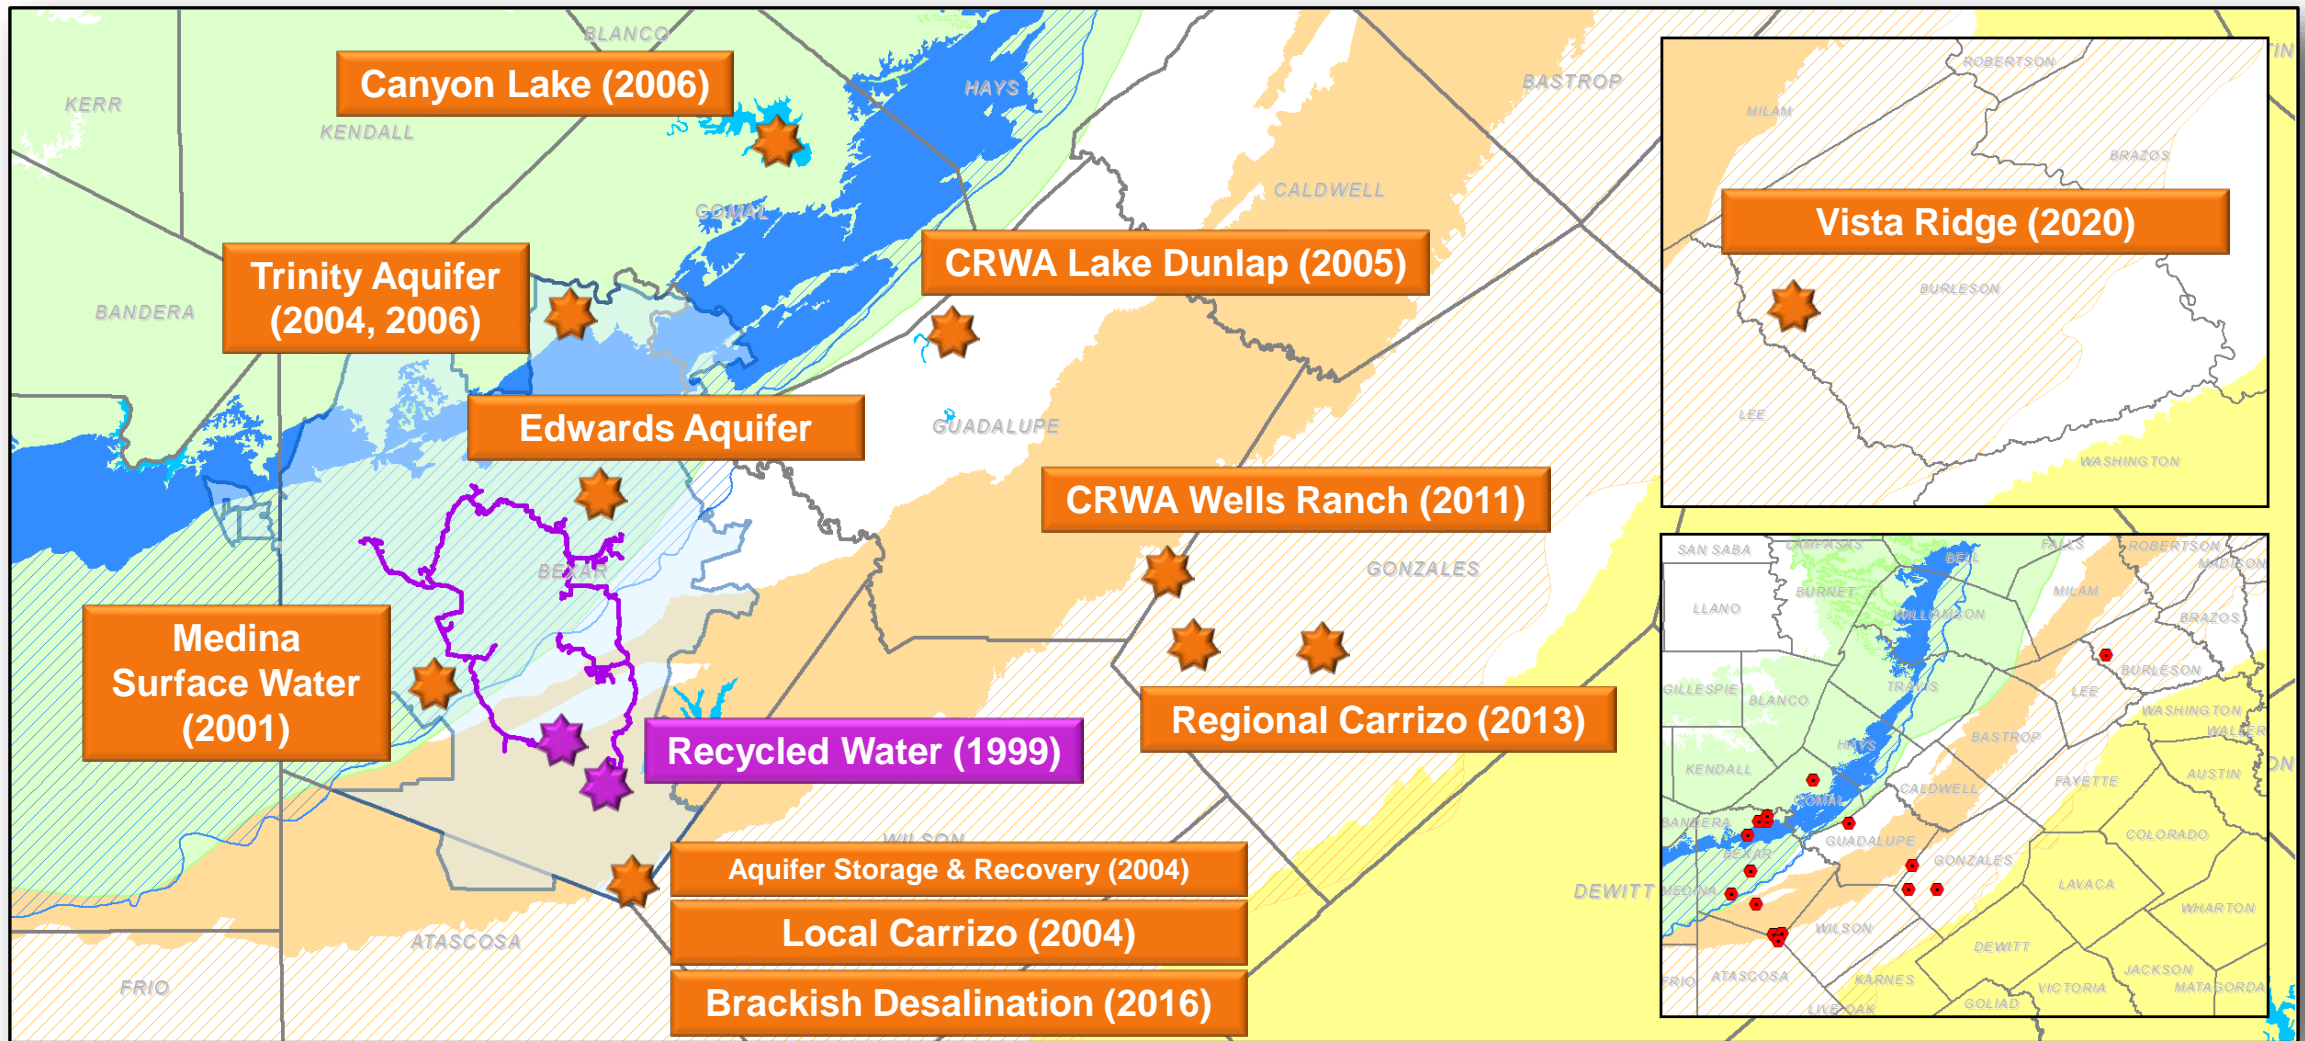 BLANCO
Canyon Lake (2006)
HAYS
KERR
KENDALL
BASTROP
CALDWELL
COMAL
Trinity Aquifer
(2004, 2006)
CRWA Lake Dunlap (2005)
BANDERA
Edwards Aquifer
GUADALUPE
CRWA Wells Ranch (2011)
BEXAR
GONZALES
Medina
Surface Water
(2001)
Regional Carrizo (2013)
Recycled Water (1999)
WILSON
Aquifer Storage & Recovery (2004)
Local Carrizo (2004)
Brackish Desalination (2016)
DEWITT
ATASCOSA
FRIO
ROBERTSON
MILAM
BRAZOS
Vista Ridge (2020)
BURLESON
LEE
WASHINGTON
SAN SABA
LAMPASAS
BELL
FALLS
ROBERTSON
MADISON
BURNET
MILAM
LLANO
WILLIAMSON
BRAZOS
BURLESON
GILLESPIE
BLANCO
TRAVIS
LEE
WASHINGTON
WALLER
HAYS
BASTROP
KENDALL
FAYETTE
AUSTIN
COMAL
CALDWELL
BANDERA
GUADALUPE
COLORADO
BEXAR
GONZALES
MEDINA
LAVACA
WILSON
WHARTON
DEWITT
FRIO
ATASCOSA
KARNES
JACKSON
VICTORIA
MATAGORDA
LIVE OAK
GOLIAD